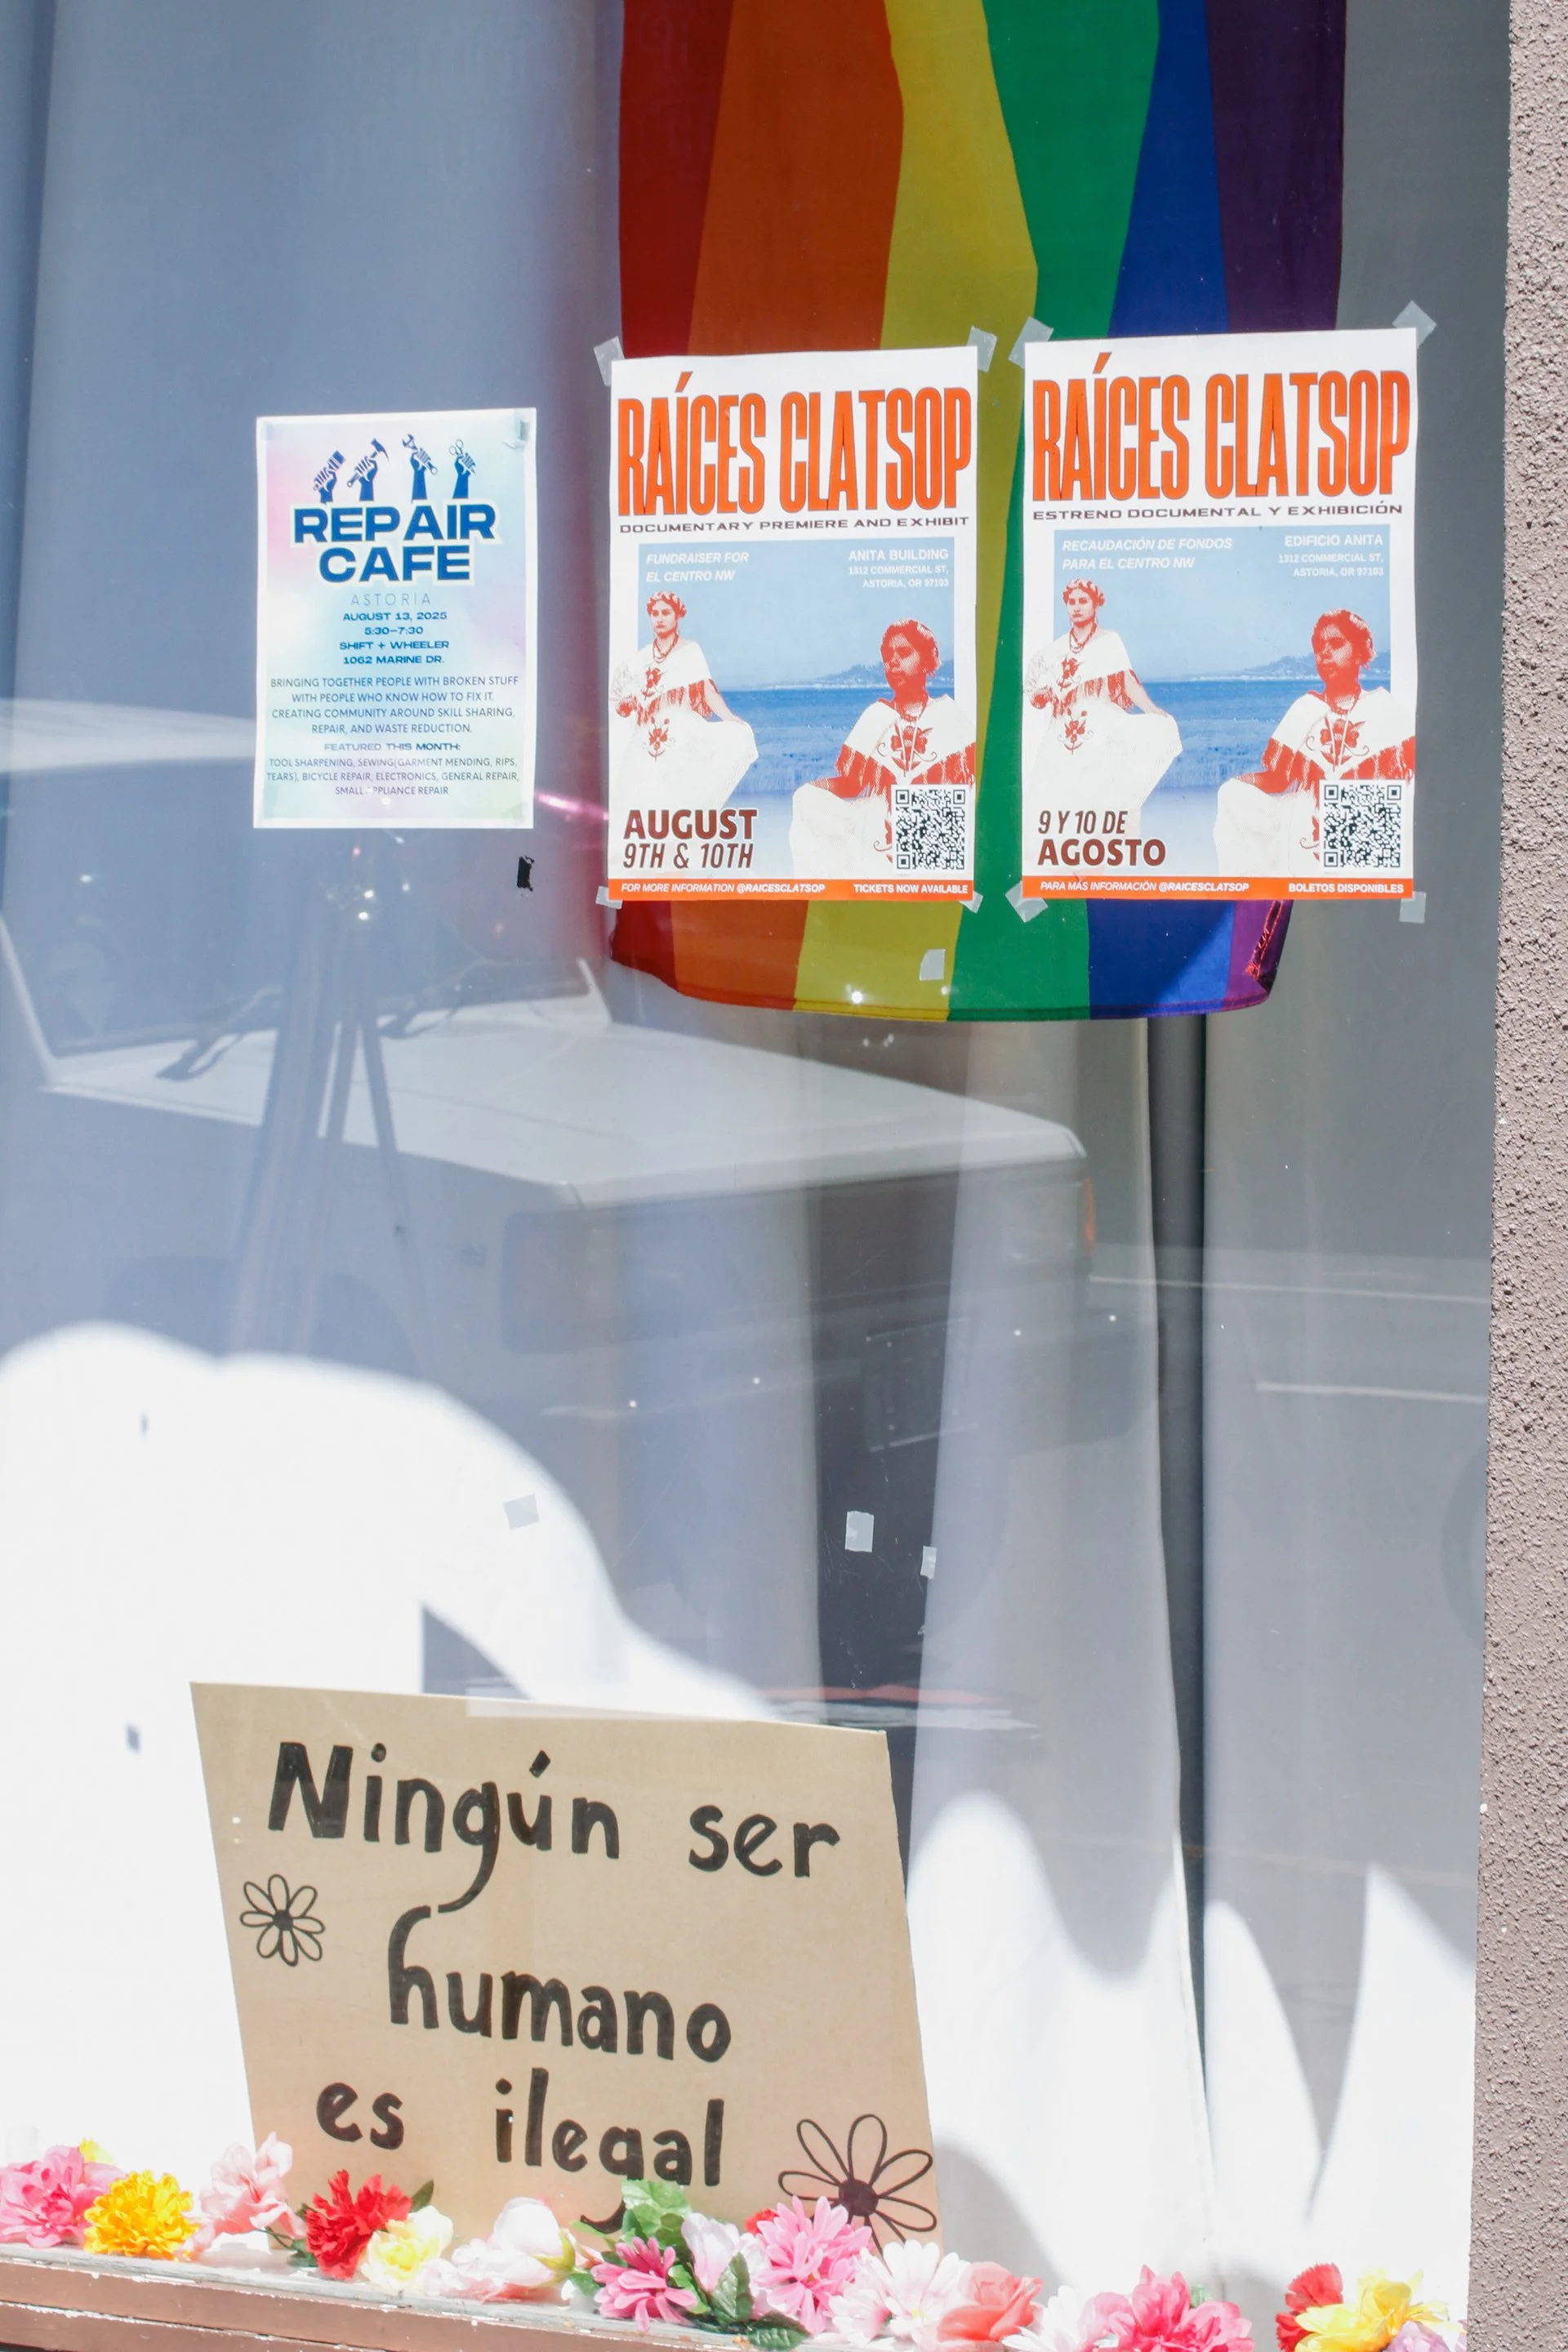 REPAIR
CAFE
ASTORIA
AUGUST 13, 2025
5:30-7:30
SHIFT + WHEELER
1062 MARINE DR.
BRINGING TOGETHER PEOPLE WITH BROKEN STUFF
WITH PEOPLE WHO KNOW HOW TO FIX IT.
CREATING COMMUNITY AROUND SKILL SHARING,
REPAIR, AND WASTE REDUCTION.
FEATURED THIS MONTH:
TOOL SHARPENING, SEWING(GARMENT MENDING, RIPS,
TEARS), BICYCLE REPAIR, ELECTRONICS, GENERAL REPAIR,
SMALL APPLIANCE REPAIR
RAÍCES CLATSOP
DOCUMENTARY PREMIERE AND EXHIBIT
FUNDRAISER FOR
EL CENTRO NW
ANITA BUILDING
1312 COMMERCIAL ST,
ASTORIA, OR 97103
AUGUST
9TH & 10TH
FOR MORE INFORMATION @RAICESCLATSOP
TICKETS NOW AVAILABLE
RAÍCES CLATSOP
ESTRENO DOCUMENTAL Y EXHIBICIÓN
RECAUDACIÓN DE FONDOS
PARA EL CENTRO NW
EDIFICIO ANITA
1312 COMMERCIAL ST,
ASTORIA, OR 97103
9 Y 10 DE
AGOSTO
PARA MÁS INFORMACIÓN @RAICESCLATSOP
BOLETOS DISPONIBLES
Ningún ser
humano
es ilegal